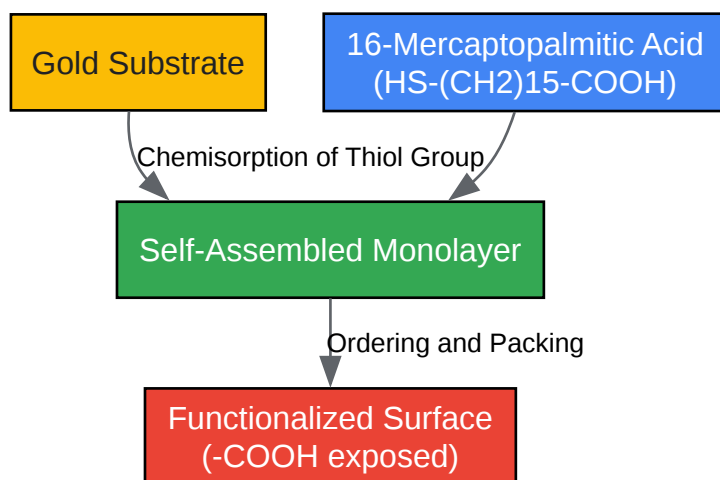 Gold Substrate
16-Mercaptopalmitic Acid
(HS-(CH2)15-COOH)
Chemisorption of Thiol Group
Self-Assembled Monolayer
Ordering and Packing
Functionalized Surface
(-COOH exposed)